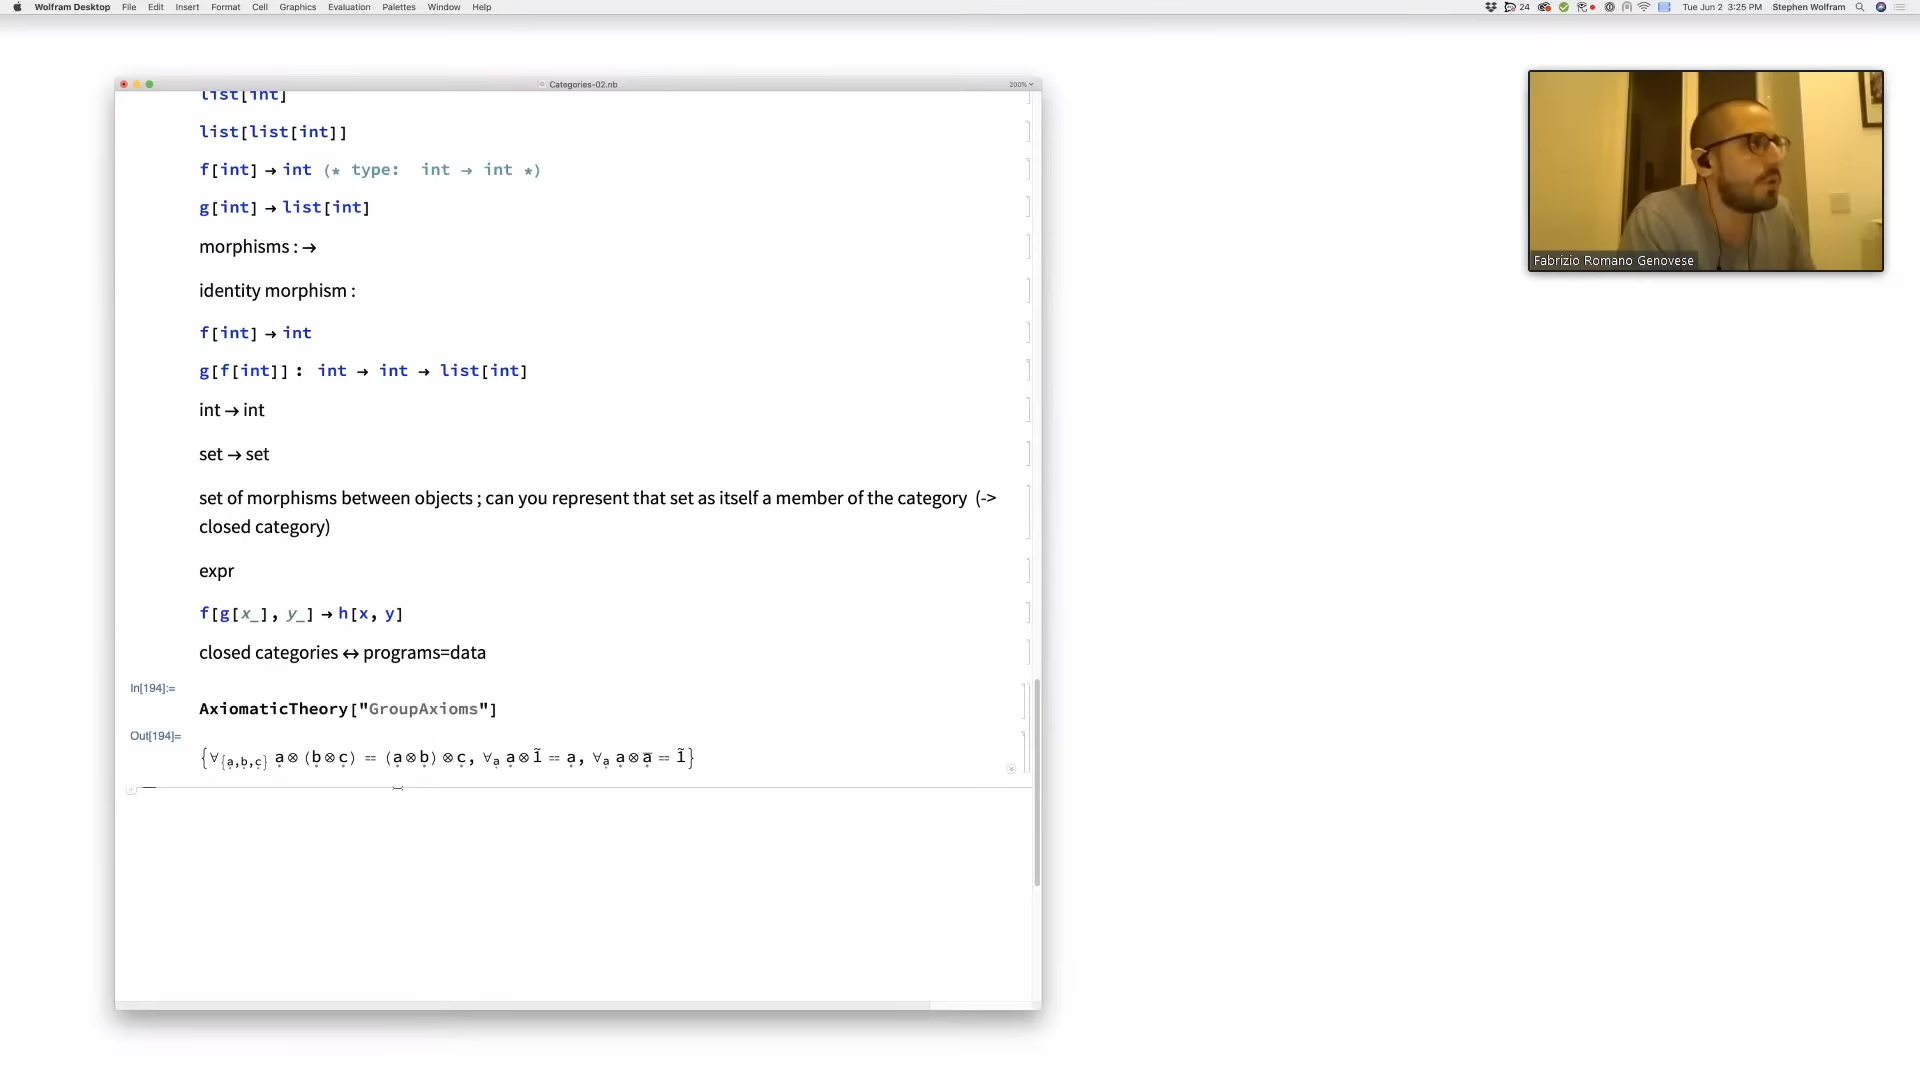 Wolfram Desktop File Edit Insert Format Cell Graphics Evaluation Palettes Window Help 24 Tue Jun 2 3:25 PM Stephen Wolfram
Categories-02.nb 200%
list[int]
list[list[int]]
f[int] → int (* type: int → int *)
g[int] → list[int]
morphisms : →
identity morphism :
f[int] → int
g[f[int]] : int → int → list[int]
int → int
set → set
set of morphisms between objects ; can you represent that set as itself a member of the category (->
closed category)
expr
f[g[x_], y_] → h[x, y]
closed categories ↔ programs=data
In[194]:=
AxiomaticTheory["GroupAxioms"]
Out[194]=
{∀{ạ,ḅ,c̣} ạ⊗(ḅ⊗c̣) == (ạ⊗ḅ)⊗c̣, ∀ạ ạ⊗1̃ == ạ, ∀ạ ạ⊗ạ̅ == 1̃}
Fabrizio Romano Genovese